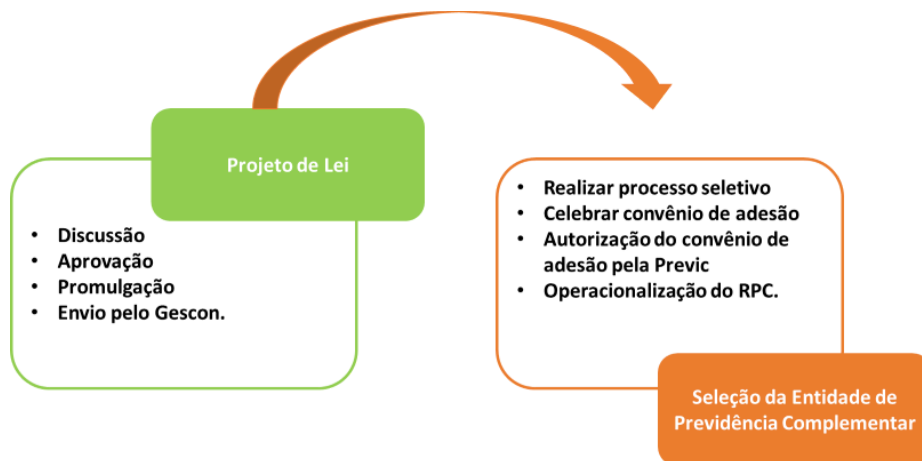 Projeto de Lei
• Discussão
• Aprovação
• Promulgação
• Envio pelo Gescon.
• Realizar processo seletivo
• Celebrar convênio de adesão
• Autorização do convênio de
adesão pela Previc
• Operacionalização do RPC.
Seleção da Entidade de
Previdência Complementar